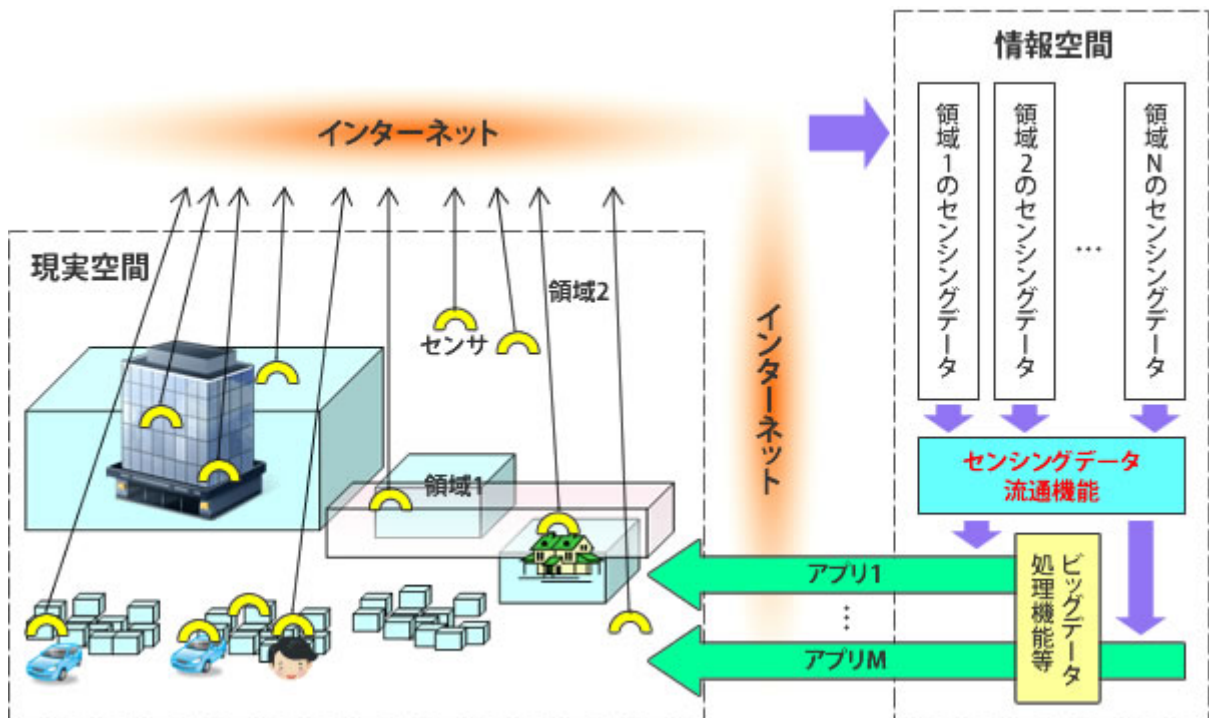 情報空間
インターネット
領域1のセンシングデータ
領域2のセンシングデータ
…
領域Nのセンシングデータ
現実空間
領域2
センサ
インターネット
領域1
センシングデータ
流通機能
アプリ1
…
アプリM
ビッグデータ
処理機能等